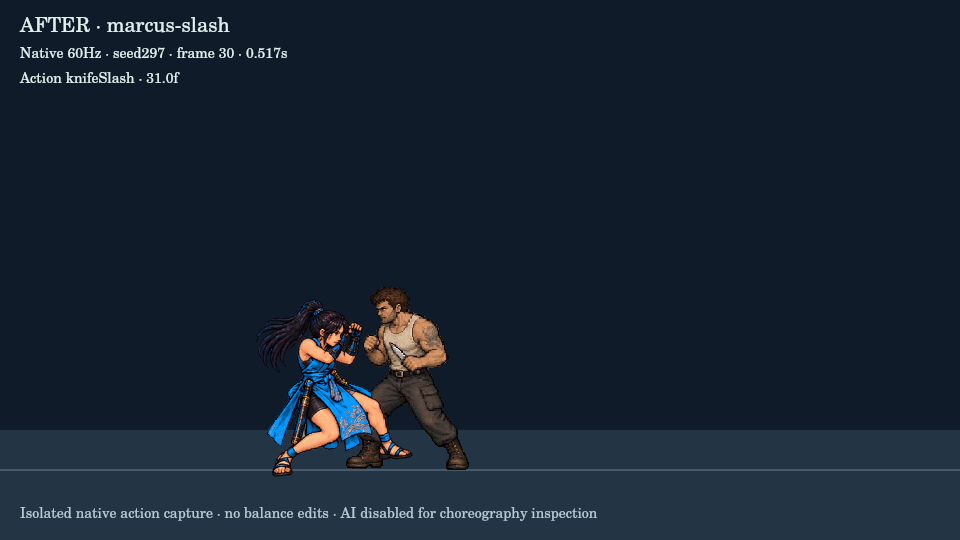 AFTER · marcus-slash
Native 60Hz · seed297 · frame 30 · 0.517s
Action knifeSlash · 31.0f
Isolated native action capture · no balance edits · AI disabled for choreography inspection